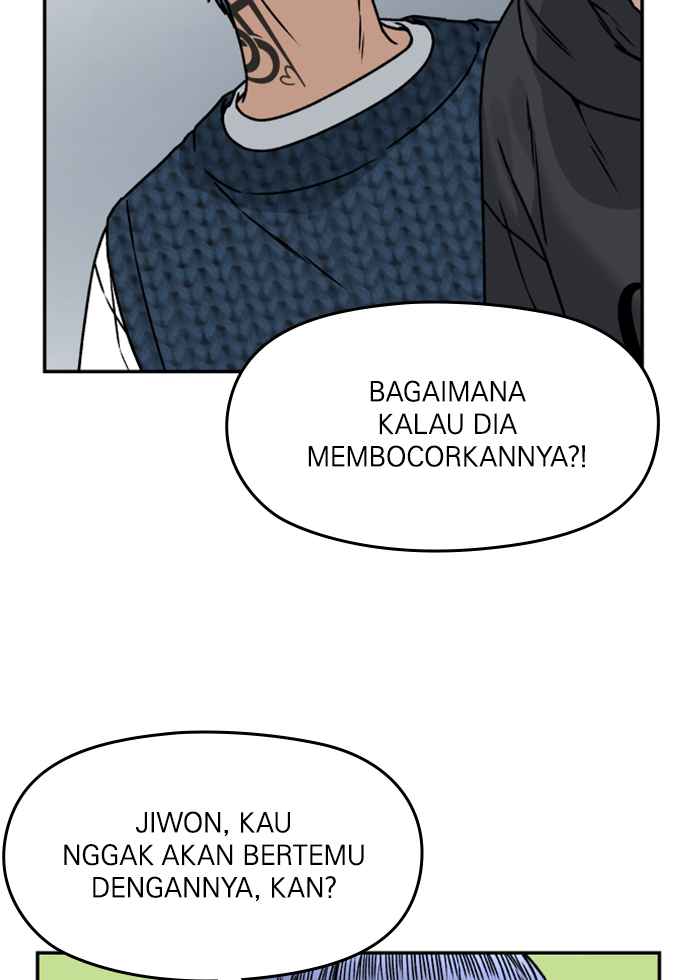 BAGAIMANA
KALAU DIA
MEMBOCORKANNYA?!
JIWON, KAU
NGGAK AKAN BERTEMU
DENGANNYA, KAN?